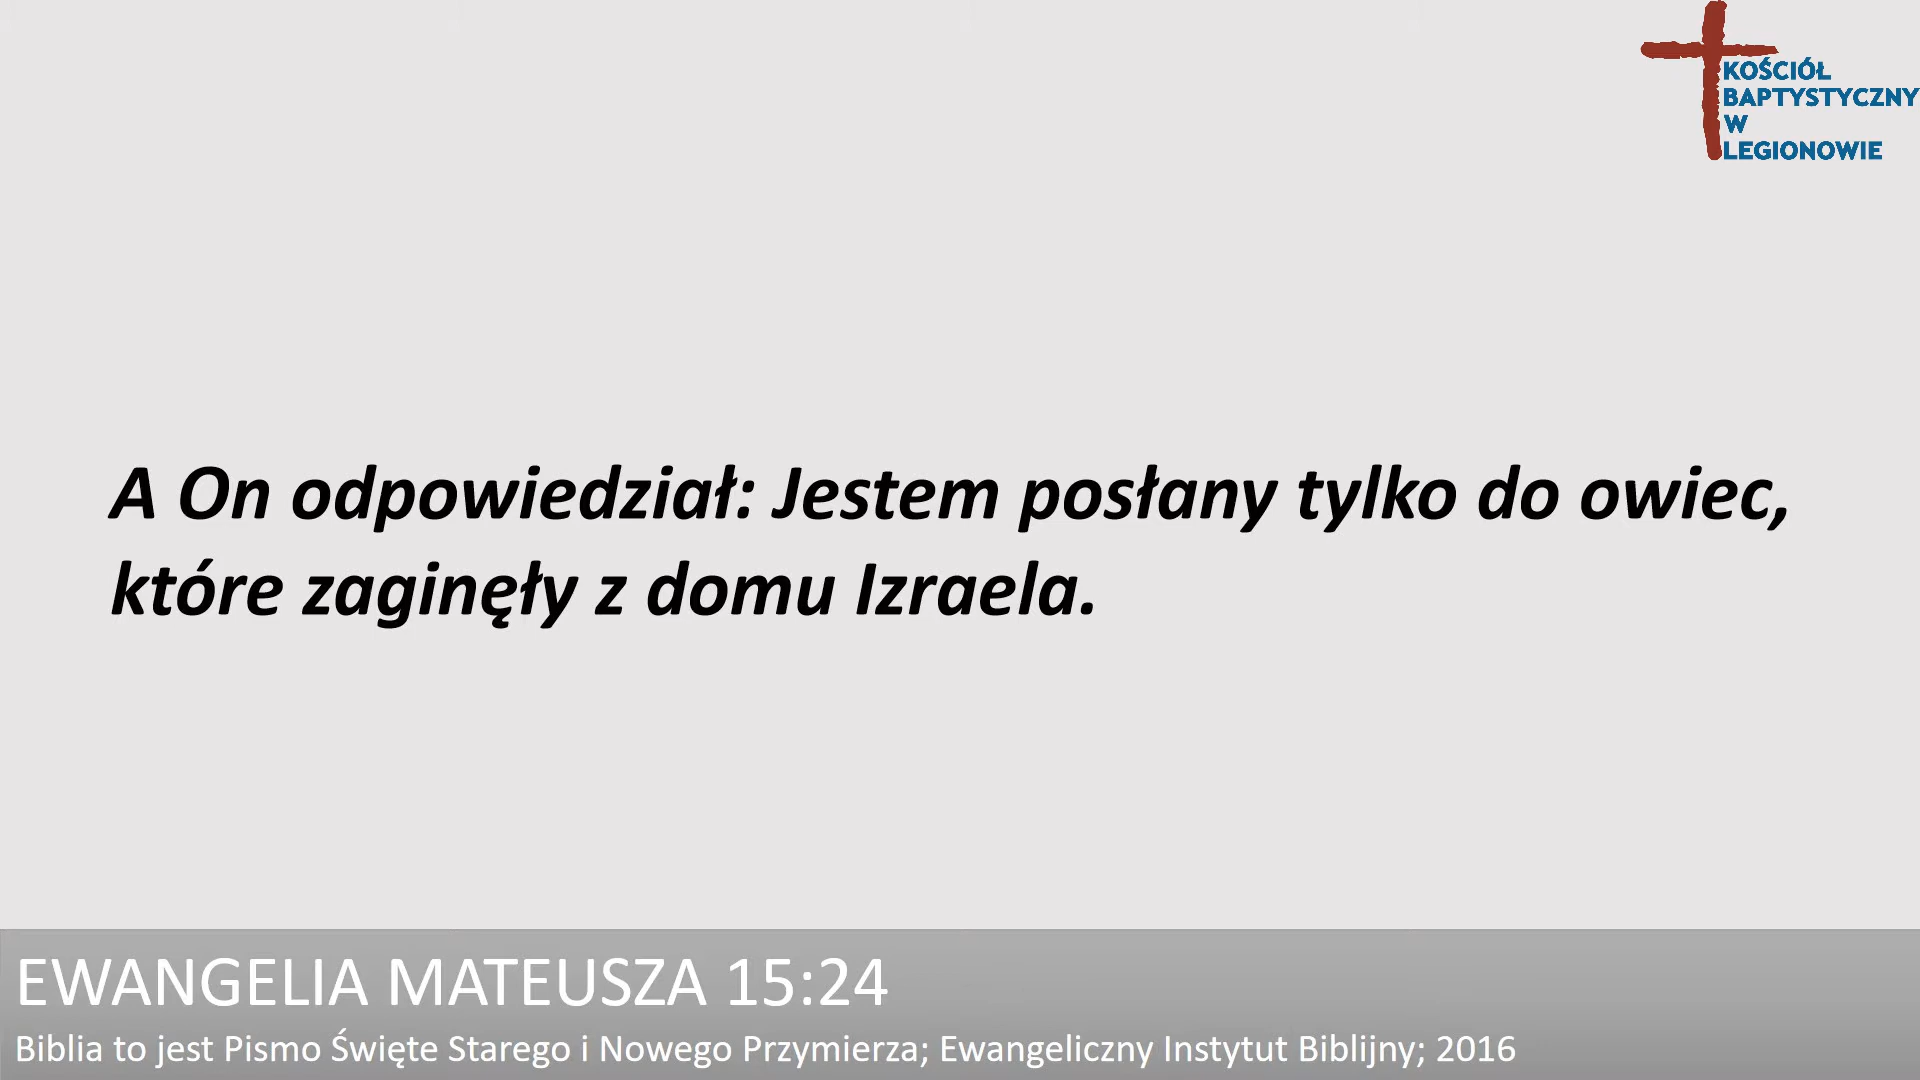 KOŚCIÓŁ
BAPTYSTYCZNY
W
LEGIONOWIE
A On odpowiedział: Jestem posłany tylko do owiec,
które zaginęły z domu Izraela.
EWANGELIA MATEUSZA 15:24
Biblia to jest Pismo Święte Starego i Nowego Przymierza; Ewangeliczny Instytut Biblijny; 2016